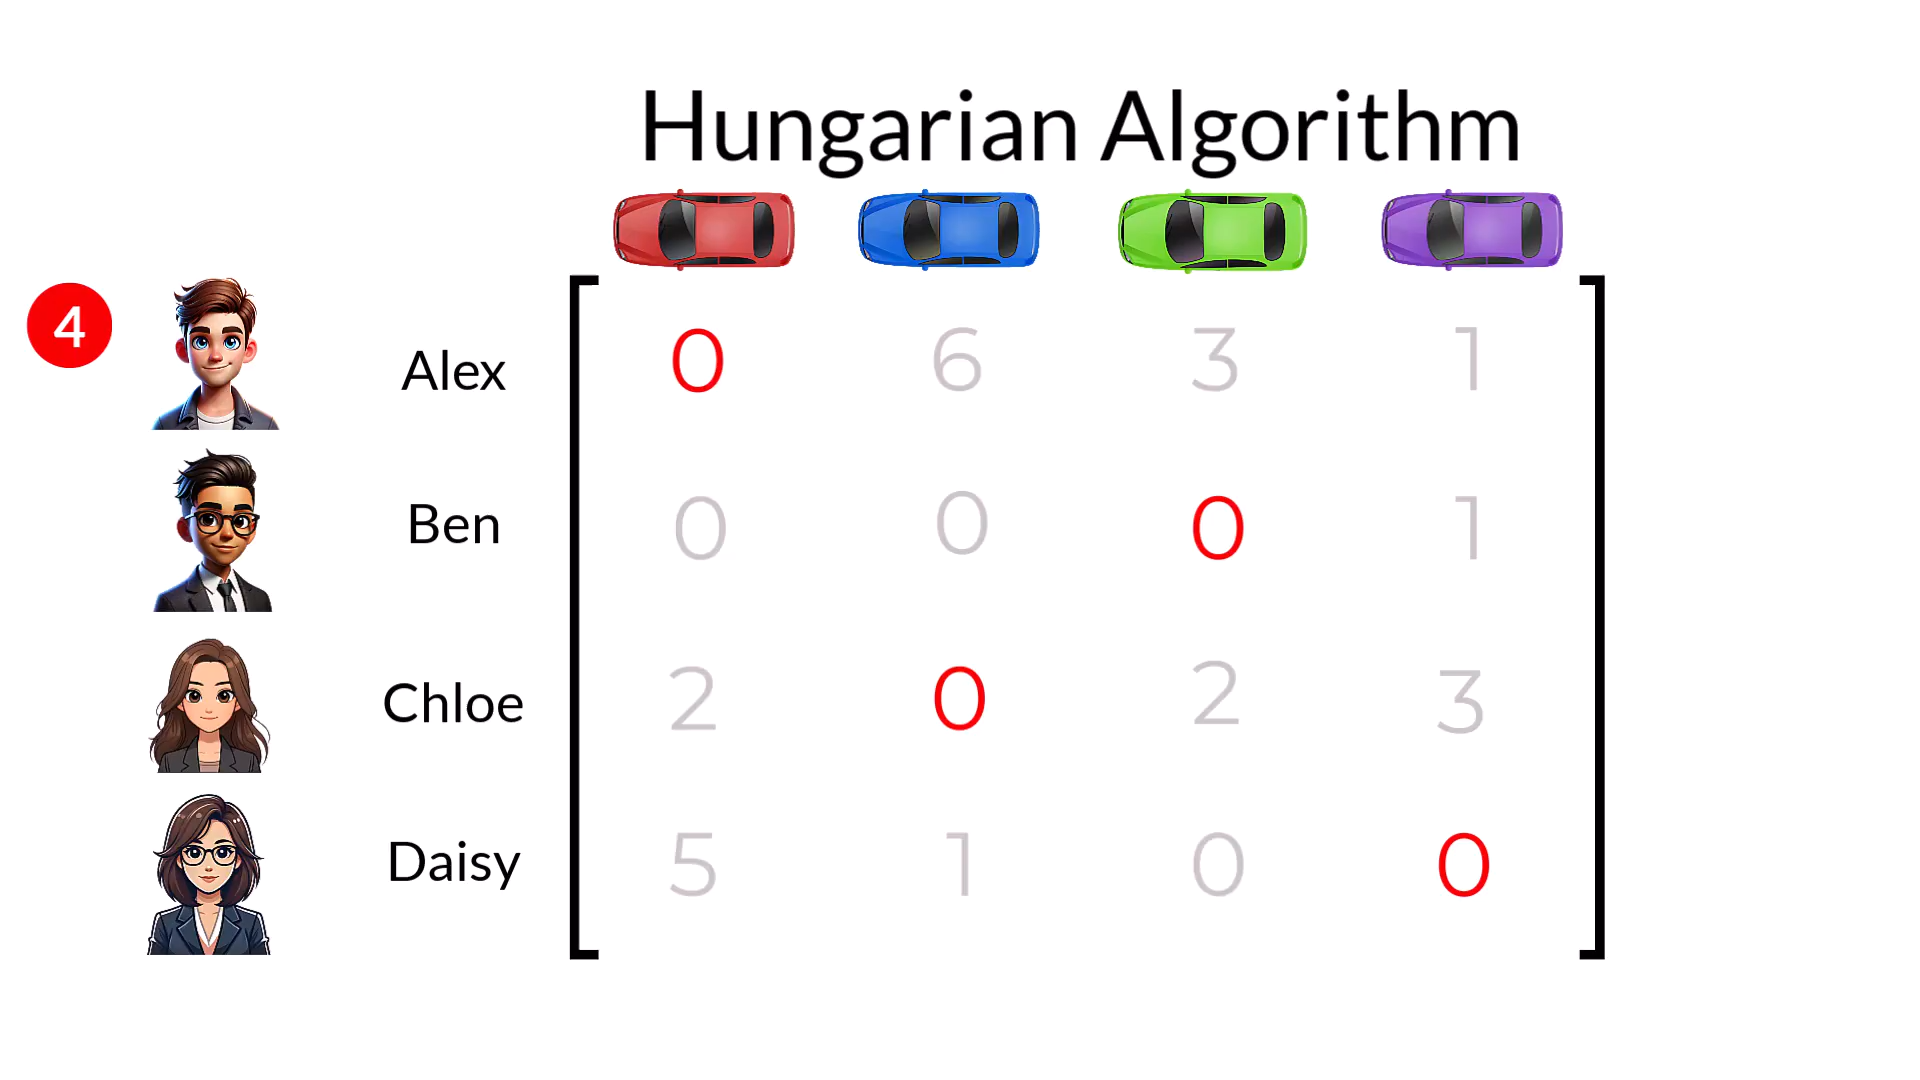 Hungarian Algorithm
4
Alex 0 6 3 1
Ben 0 0 0 1
Chloe 2 0 2 3
Daisy 5 1 0 0